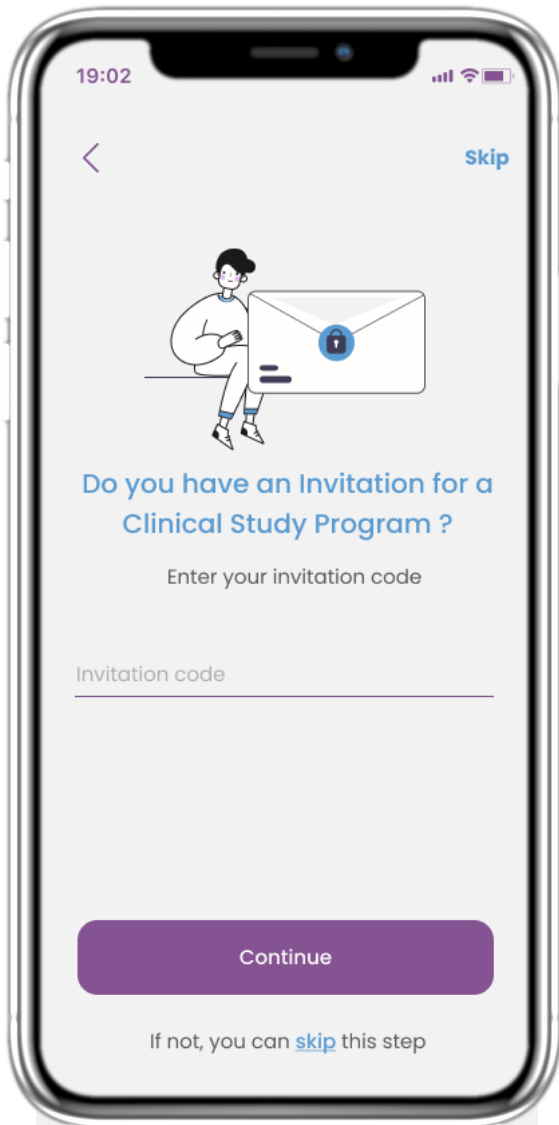 19:02
Skip
Do you have an Invitation for a
Clinical Study Program ?
Enter your invitation code
Invitation code
Continue
If not, you can skip this step